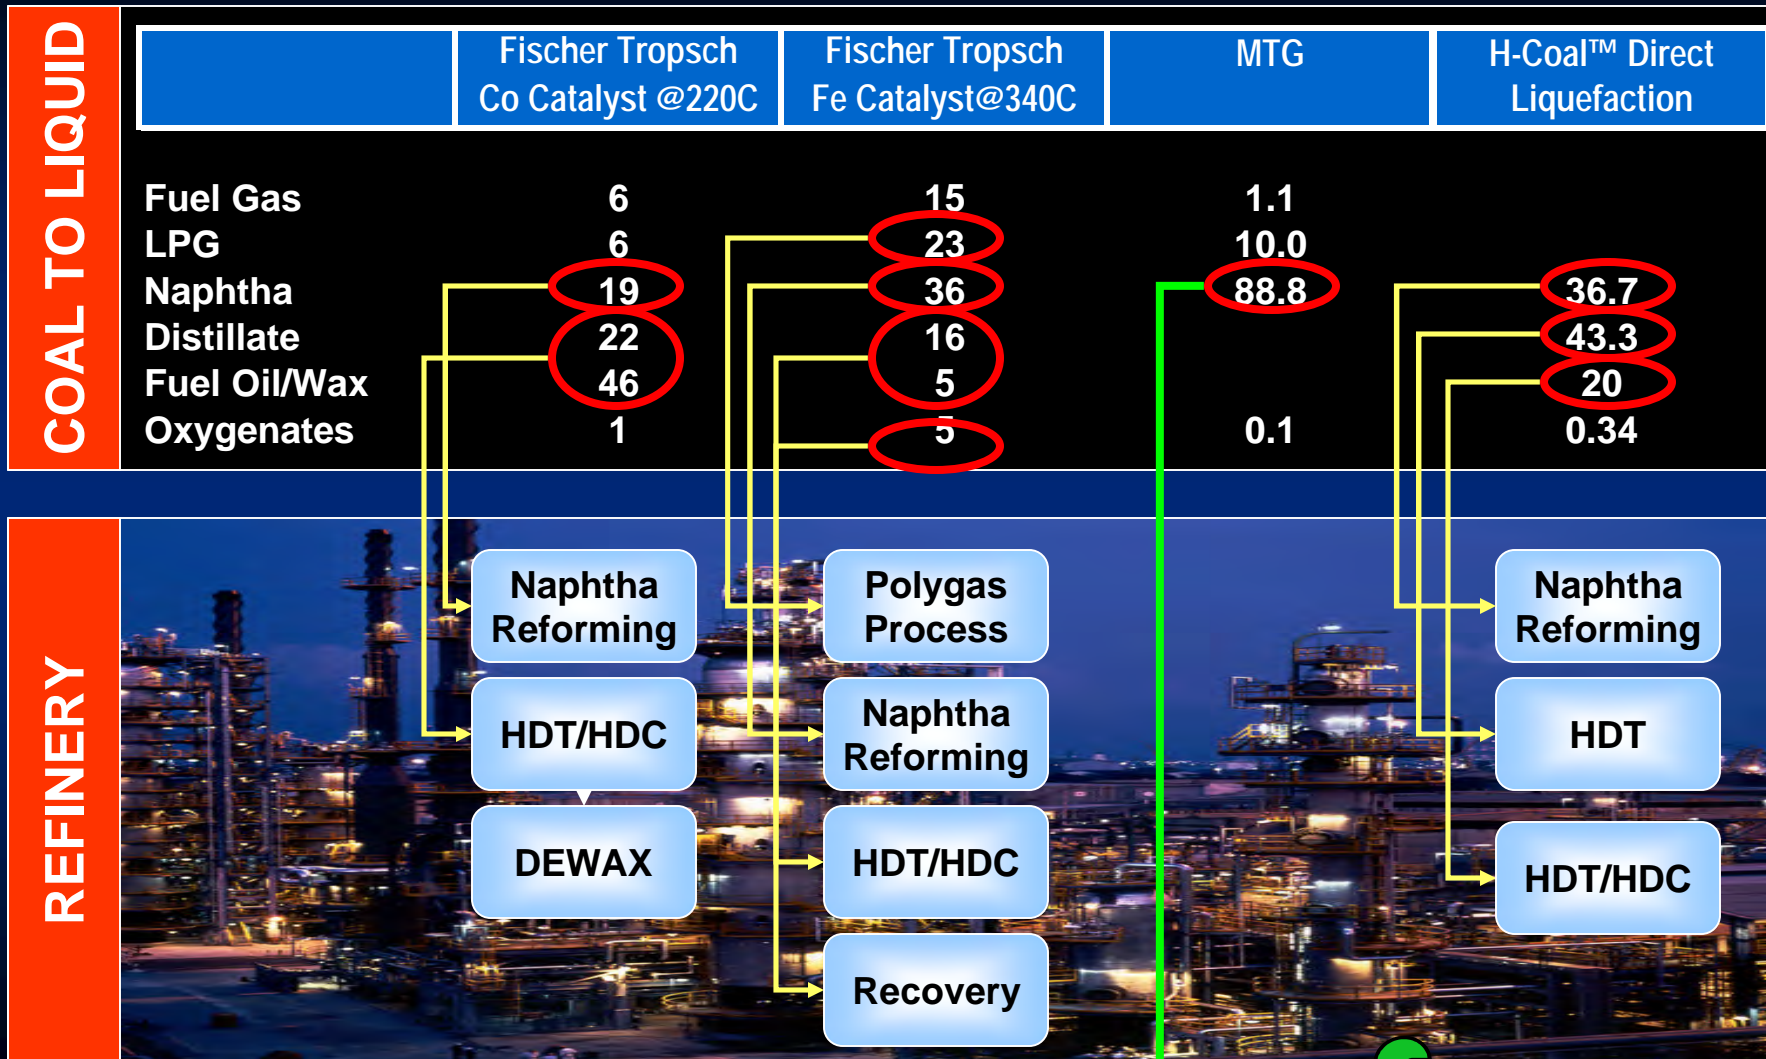 COAL TO LIQUID
Fischer Tropsch
Co Catalyst @220C
Fischer Tropsch
Fe Catalyst@340C
MTG
H-Coal™ Direct
Liquefaction
Fuel Gas 6 15 1.1
LPG 6 23 10.0
Naphtha 19 36 88.8 36.7
Distillate 22 16 43.3
Fuel Oil/Wax 46 5 20
Oxygenates 1 5 0.1 0.34
REFINERY
Naphtha
Reforming
HDT/HDC
DEWAX
Polygas
Process
Naphtha
Reforming
HDT/HDC
Recovery
Naphtha
Reforming
HDT
HDT/HDC